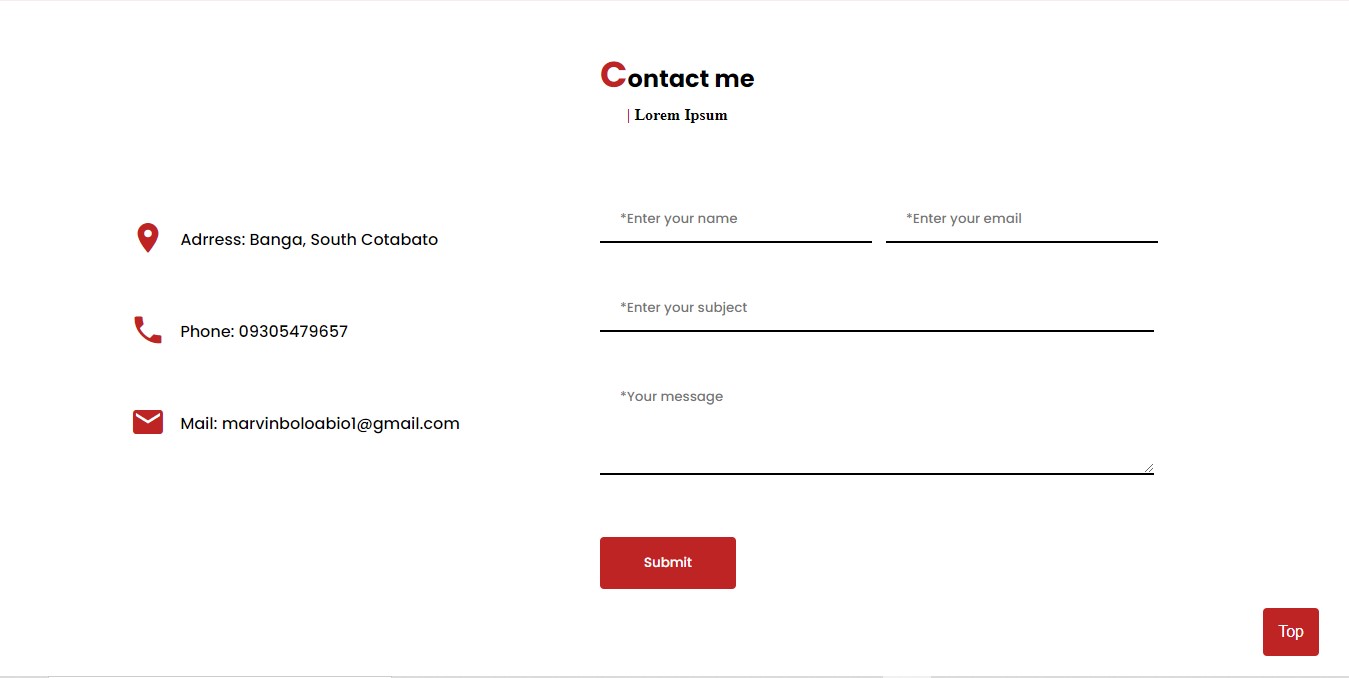 Contact me
| Lorem Ipsum
*Enter your name
*Enter your email
Adrress: Banga, South Cotabato
*Enter your subject
Phone: 09305479657
*Your message
Mail: marvinboloabio1@gmail.com
Submit
Top